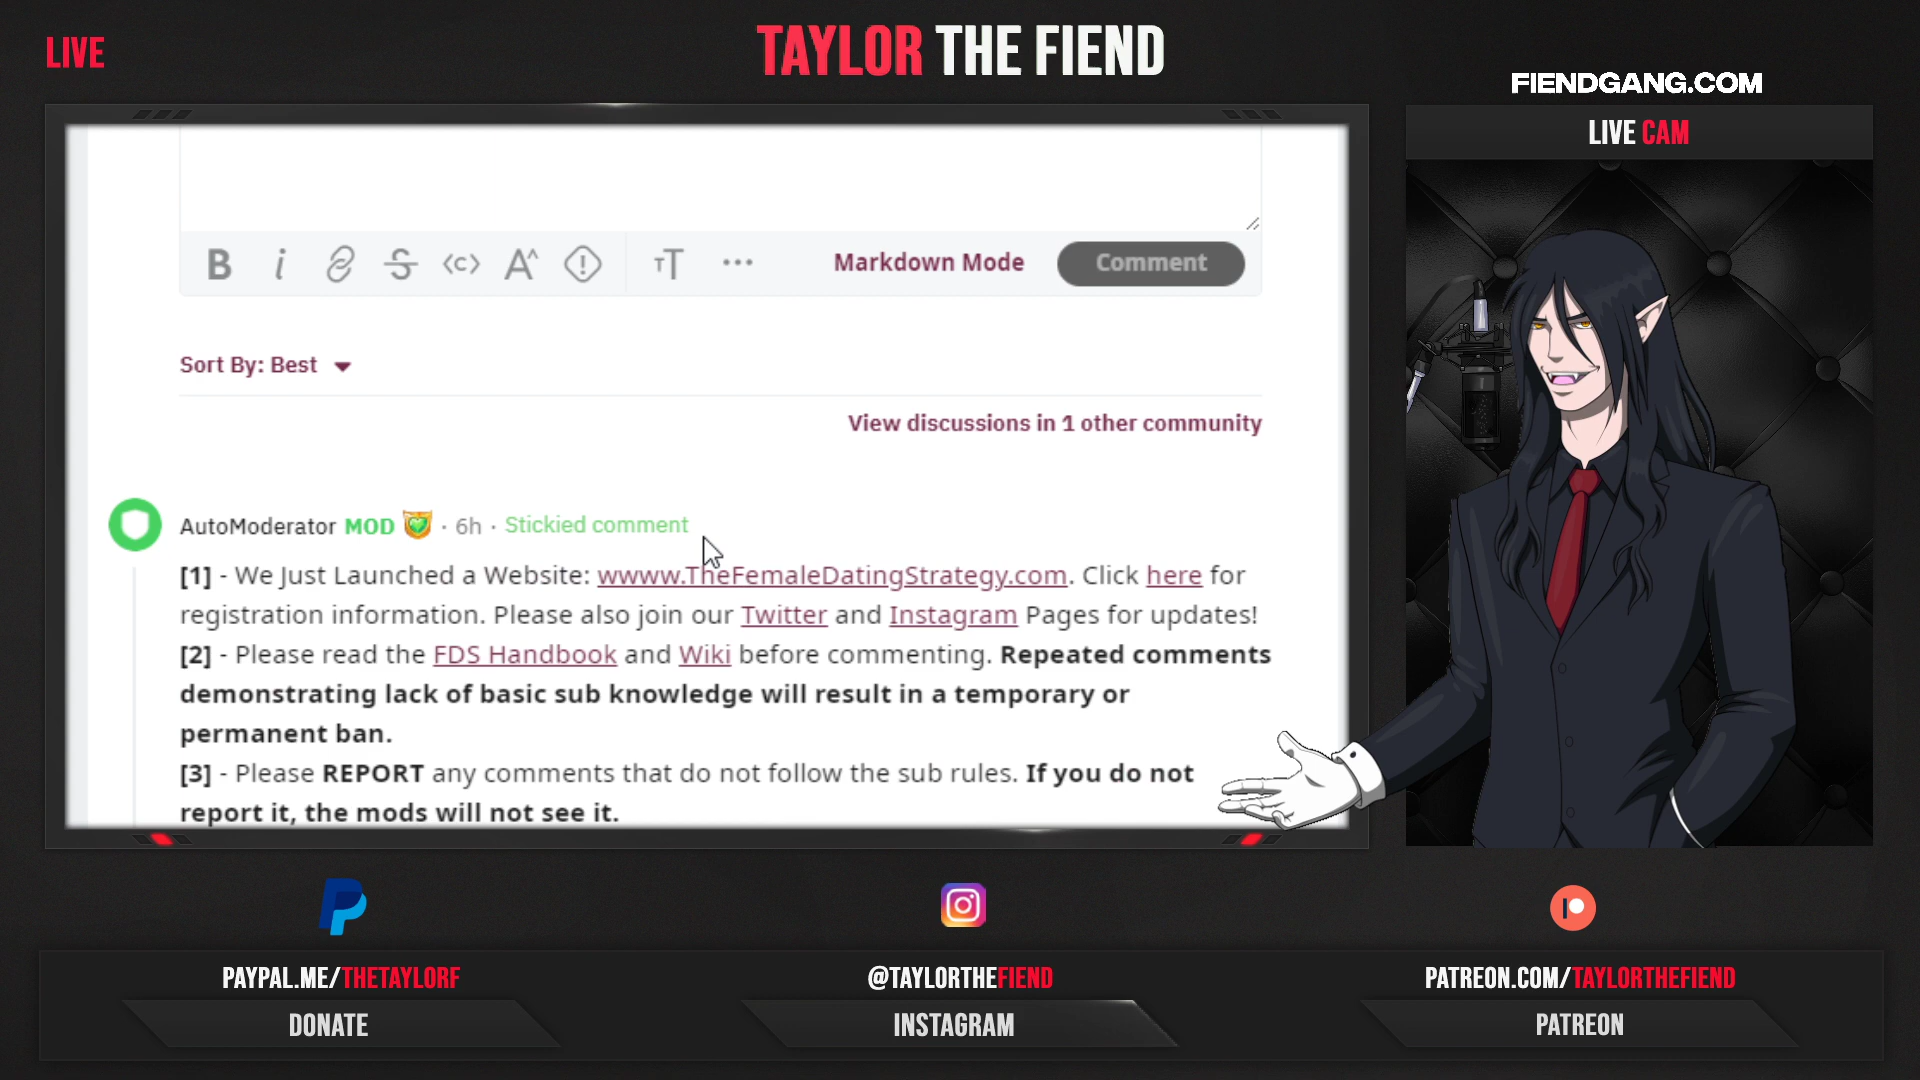 LIVE
TAYLOR THE FIEND
FIENDGANG.COM
LIVE CAM
B i S <c> A^ TT ...
Markdown Mode
Comment
Sort By: Best
View discussions in 1 other community
AutoModerator MOD · 6h · Stickied comment
[1] - We Just Launched a Website: wwww.TheFemaleDatingStrategy.com. Click here for
registration information. Please also join our Twitter and Instagram Pages for updates!
[2] - Please read the FDS Handbook and Wiki before commenting. Repeated comments
demonstrating lack of basic sub knowledge will result in a temporary or
permanent ban.
[3] - Please REPORT any comments that do not follow the sub rules. If you do not
report it, the mods will not see it.
PAYPAL.ME/THETAYLORF
DONATE
@TAYLORTHEFIEND
INSTAGRAM
PATREON.COM/TAYLORTHEFIEND
PATREON